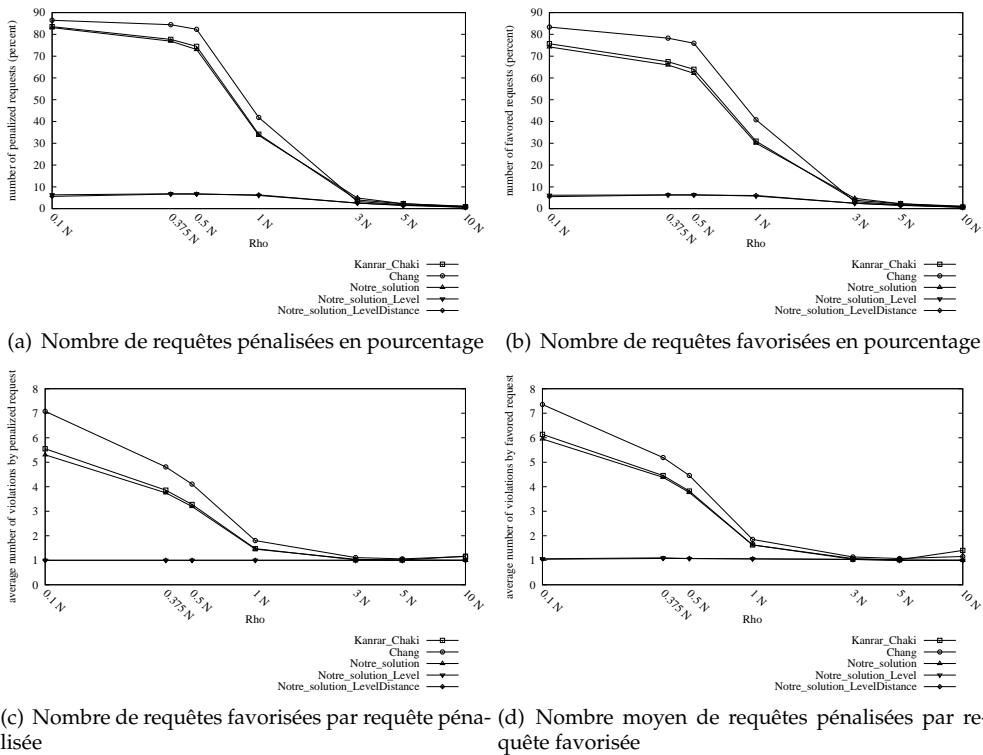 90
80
70
60
50
40
30
20
10
0
number of penalized requests (percent)
0.1 N
0.375 N
0.5 N
1 N
3 N
5 N
10 N
Rho
Kanrar_Chaki
Chang
Notre_solution
Notre_solution_Level
Notre_solution_LevelDistance
(a) Nombre de requêtes pénalisées en pourcentage
90
80
70
60
50
40
30
20
10
0
number of favored requests (percent)
0.1 N
0.375 N
0.5 N
1 N
3 N
5 N
10 N
Rho
Kanrar_Chaki
Chang
Notre_solution
Notre_solution_Level
Notre_solution_LevelDistance
(b) Nombre de requêtes favorisées en pourcentage
8
7
6
5
4
3
2
1
0
average number of violations by penalized request
0.1 N
0.375 N
0.5 N
1 N
3 N
5 N
10 N
Rho
Kanrar_Chaki
Chang
Notre_solution
Notre_solution_Level
Notre_solution_LevelDistance
(c) Nombre de requêtes favorisées par requête péna-
lisée
8
7
6
5
4
3
2
1
0
average number of violations by favored request
0.1 N
0.375 N
0.5 N
1 N
3 N
5 N
10 N
Rho
Kanrar_Chaki
Chang
Notre_solution
Notre_solution_Level
Notre_solution_LevelDistance
(d) Nombre moyen de requêtes pénalisées par re-
quête favorisée